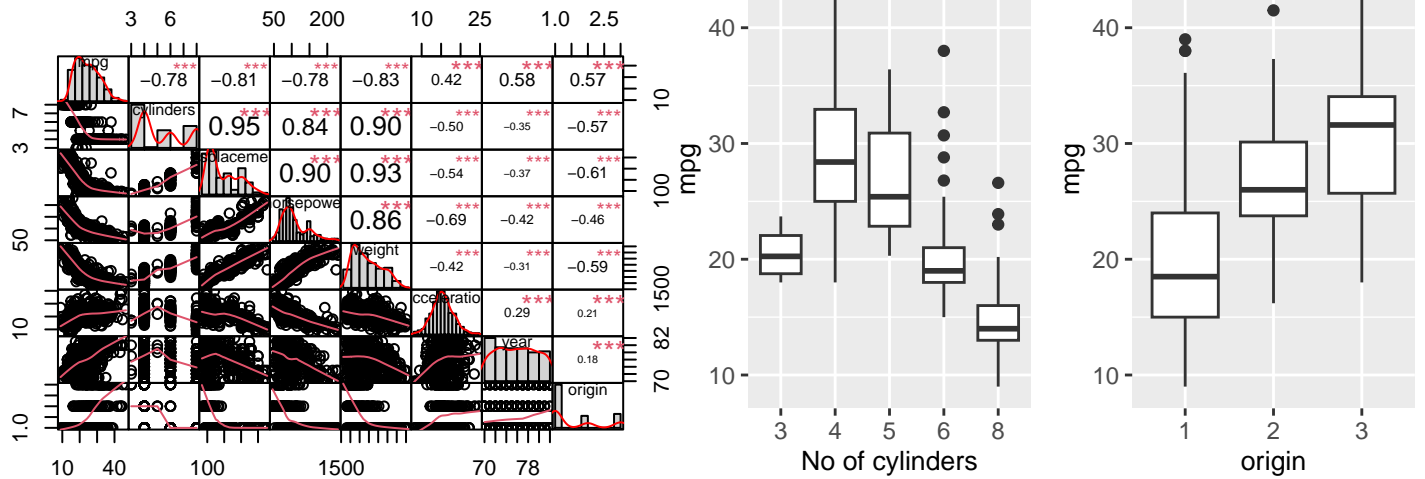 3 6 50 200 10 25 1.0 2.5
mpg *** −0.78 *** −0.81 *** −0.78 *** −0.83 *** 0.42 *** 0.58 *** 0.57
7 3 cylinders *** 0.95 *** 0.84 *** 0.90 *** −0.50 *** −0.35 *** −0.57 10
splaceme *** 0.90 *** 0.93 *** −0.54 *** −0.37 *** −0.61 100
50 orsepowe *** 0.86 *** −0.69 *** −0.42 *** −0.46
weight *** −0.42 *** −0.31 *** −0.59 1500
10 cceleratio *** 0.29 *** 0.21
year *** 0.18 70 82
1.0 origin
10 40 100 1500 70 78
mpg
40
30
20
10
3 4 5 6 8
No of cylinders
mpg
40
30
20
10
1 2 3
origin